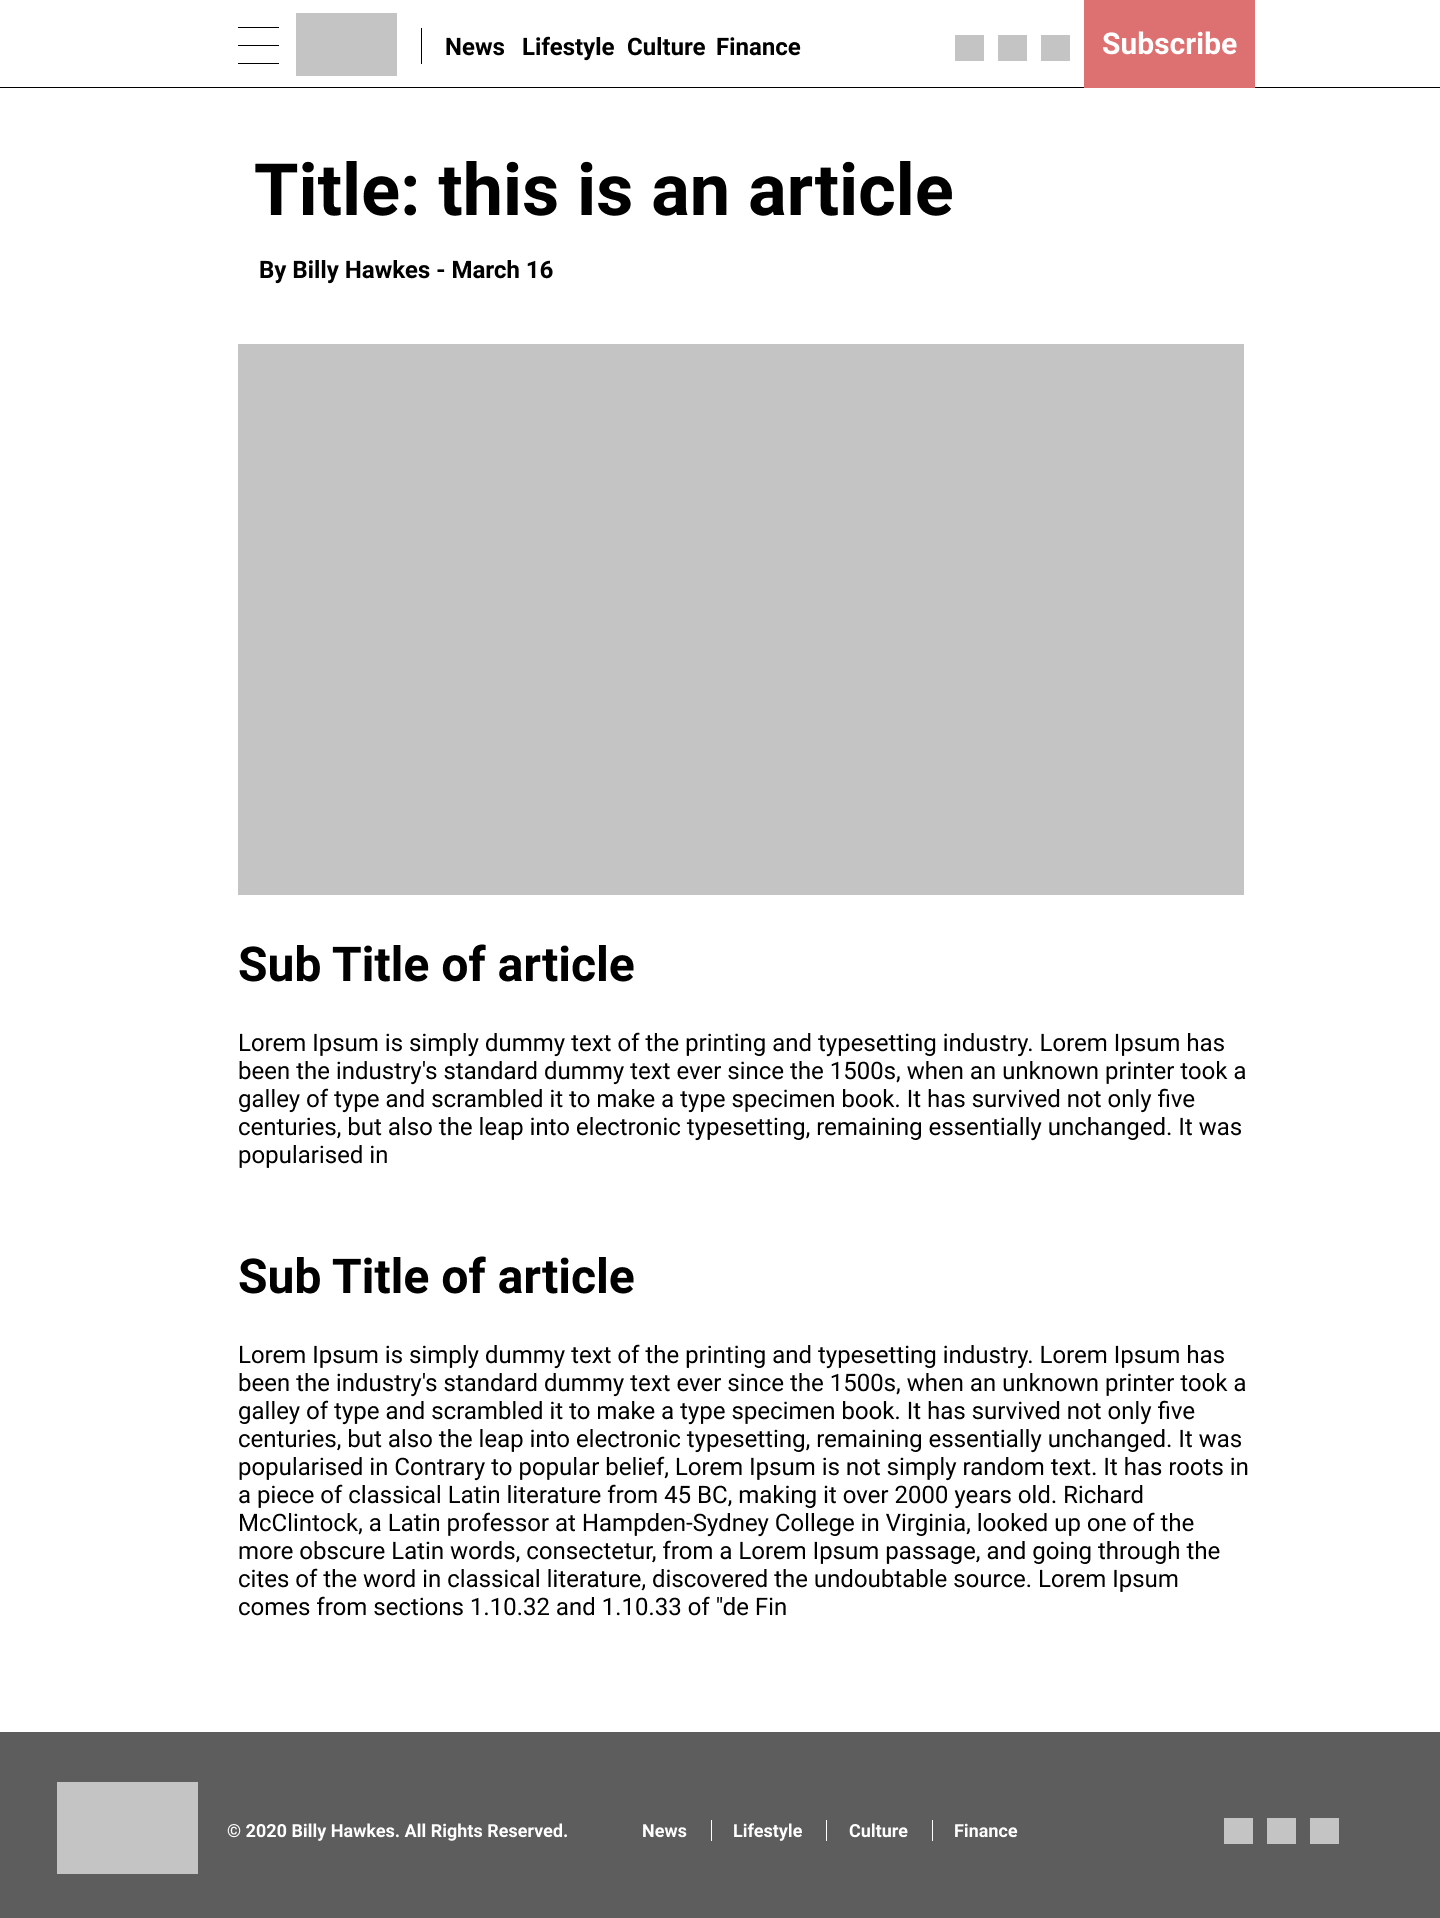 News Lifestyle Culture Finance Subscribe
Title: this is an article
By Billy Hawkes - March 16
Sub Title of article
Lorem Ipsum is simply dummy text of the printing and typesetting industry. Lorem Ipsum has
been the industry's standard dummy text ever since the 1500s, when an unknown printer took a
galley of type and scrambled it to make a type specimen book. It has survived not only five
centuries, but also the leap into electronic typesetting, remaining essentially unchanged. It was
popularised in
Sub Title of article
Lorem Ipsum is simply dummy text of the printing and typesetting industry. Lorem Ipsum has
been the industry's standard dummy text ever since the 1500s, when an unknown printer took a
galley of type and scrambled it to make a type specimen book. It has survived not only five
centuries, but also the leap into electronic typesetting, remaining essentially unchanged. It was
popularised in Contrary to popular belief, Lorem Ipsum is not simply random text. It has roots in
a piece of classical Latin literature from 45 BC, making it over 2000 years old. Richard
McClintock, a Latin professor at Hampden-Sydney College in Virginia, looked up one of the
more obscure Latin words, consectetur, from a Lorem Ipsum passage, and going through the
cites of the word in classical literature, discovered the undoubtable source. Lorem Ipsum
comes from sections 1.10.32 and 1.10.33 of "de Fin
© 2020 Billy Hawkes. All Rights Reserved. News Lifestyle Culture Finance